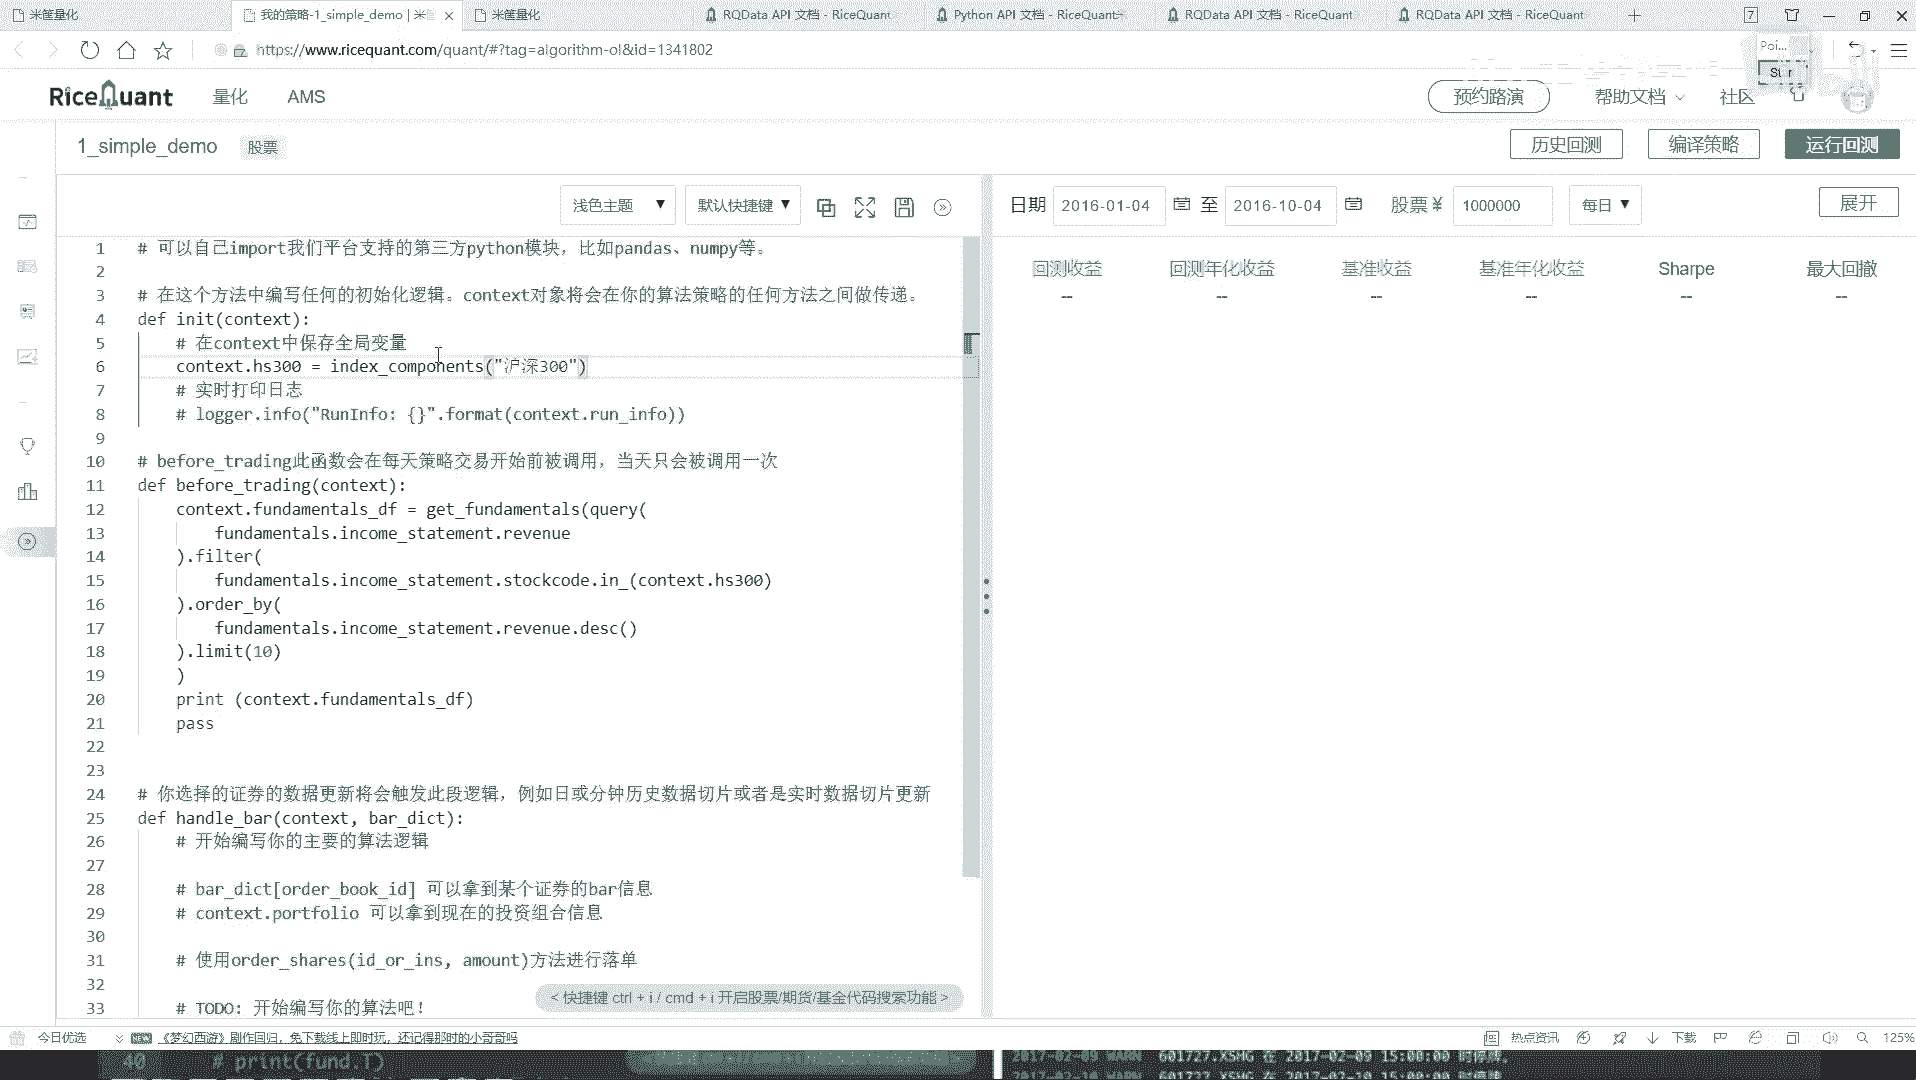 米筐量化
我的策略-1_simple_demo | 米筐
米筐量化
RQData API 文档 - RiceQuant
Python API 文档 - RiceQuant
RQData API 文档 - RiceQuant
RQData API 文档 - RiceQuant
7
https://www.ricequant.com/quant/#?tag=algorithm-ol&id=1341802
Poi...
RiceQuant
量化
AMS
预约路演
帮助文档
社区
1_simple_demo
股票
历史回测
编译策略
运行回测
浅色主题
默认快捷键
日期
2016-01-04
至
2016-10-04
股票 ¥
1000000
每日
展开
回测收益 回测年化收益 基准收益 基准年化收益 Sharpe 最大回撤
-- -- -- -- -- --
1 # 可以自己import我们平台支持的第三方python模块，比如pandas、numpy等。
2
3 # 在这个方法中编写任何的初始化逻辑。context对象将会在你的算法策略的任何方法之间做传递。
4 def init(context):
5 # 在context中保存全局变量
6 context.hs300 = index_components("沪深300")
7 # 实时打印日志
8 # logger.info("RunInfo: {}".format(context.run_info))
9
10 # before_trading此函数会在每天策略交易开始前被调用，当天只会被调用一次
11 def before_trading(context):
12 context.fundamentals_df = get_fundamentals(query(
13 fundamentals.income_statement.revenue
14 ).filter(
15 fundamentals.income_statement.stockcode.in_(context.hs300)
16 ).order_by(
17 fundamentals.income_statement.revenue.desc()
18 ).limit(10)
19 )
20 print (context.fundamentals_df)
21 pass
22
23
24 # 你选择的证券的数据更新将会触发此段逻辑，例如日或分钟历史数据切片或者是实时数据切片更新
25 def handle_bar(context, bar_dict):
26 # 开始编写你的主要的算法逻辑
27
28 # bar_dict[order_book_id] 可以拿到某个证券的bar信息
29 # context.portfolio 可以拿到现在的投资组合信息
30
31 # 使用order_shares(id_or_ins, amount)方法进行落单
32
33 # TODO: 开始编写你的算法吧！
< 快捷键 ctrl + i / cmd + i 开启股票/期货/基金代码搜索功能 >
今日优选
NEW
《梦幻西游》剧作回归，免下载线上即时玩，还记得那时的小哥哥吗
热点资讯
下载
125%
40 # print(fund.T)
601727.XSHG 在 2017-02-09 15:00:00 时停牌。